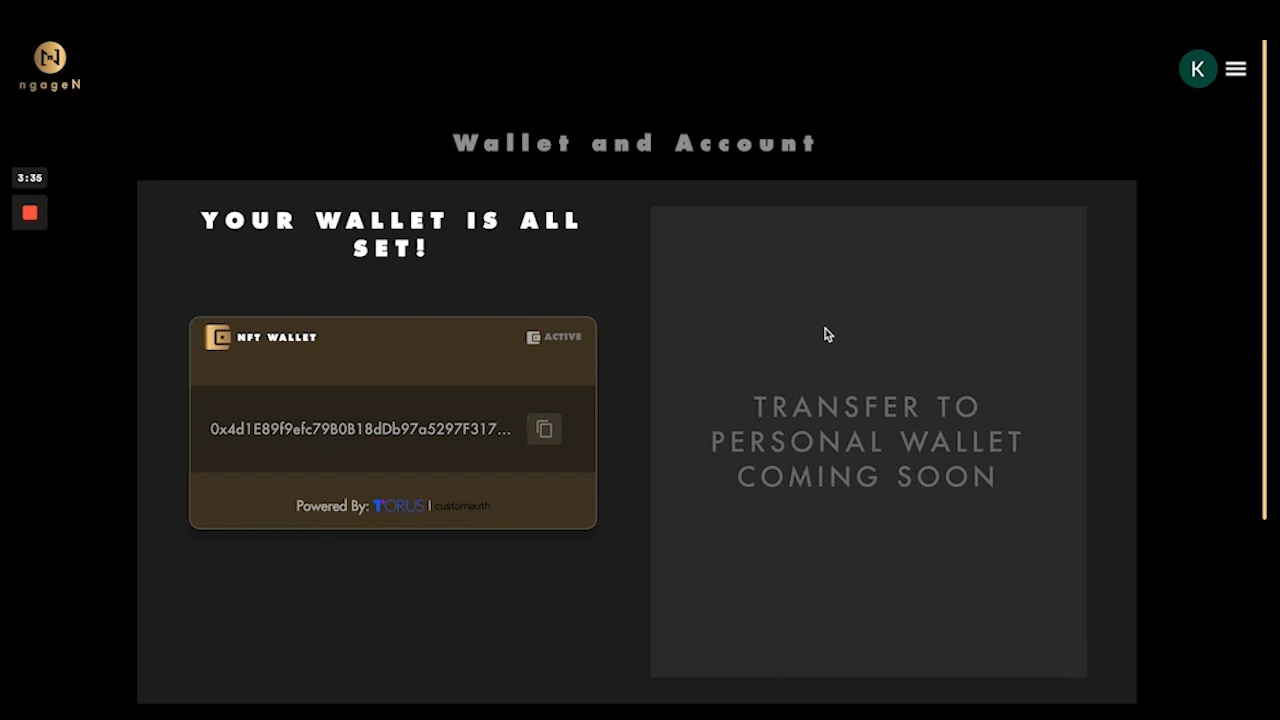 ngageN
K
Wallet and Account
3:35
YOUR WALLET IS ALL
SET!
NFT WALLET
ACTIVE
0x4d1E89f9efc79B0B18dDb97a5297F317...
Powered By: TORUS | customauth
TRANSFER TO
PERSONAL WALLET
COMING SOON